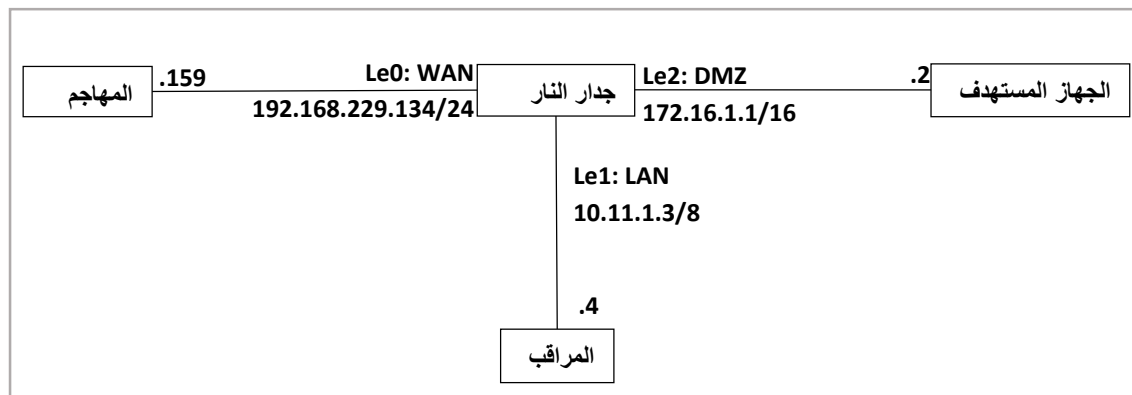 المهاجم
.159
Le0: WAN
192.168.229.134/24
جدار النار
Le2: DMZ
172.16.1.1/16
.2
الجهاز المستهدف
Le1: LAN
10.11.1.3/8
.4
المراقب